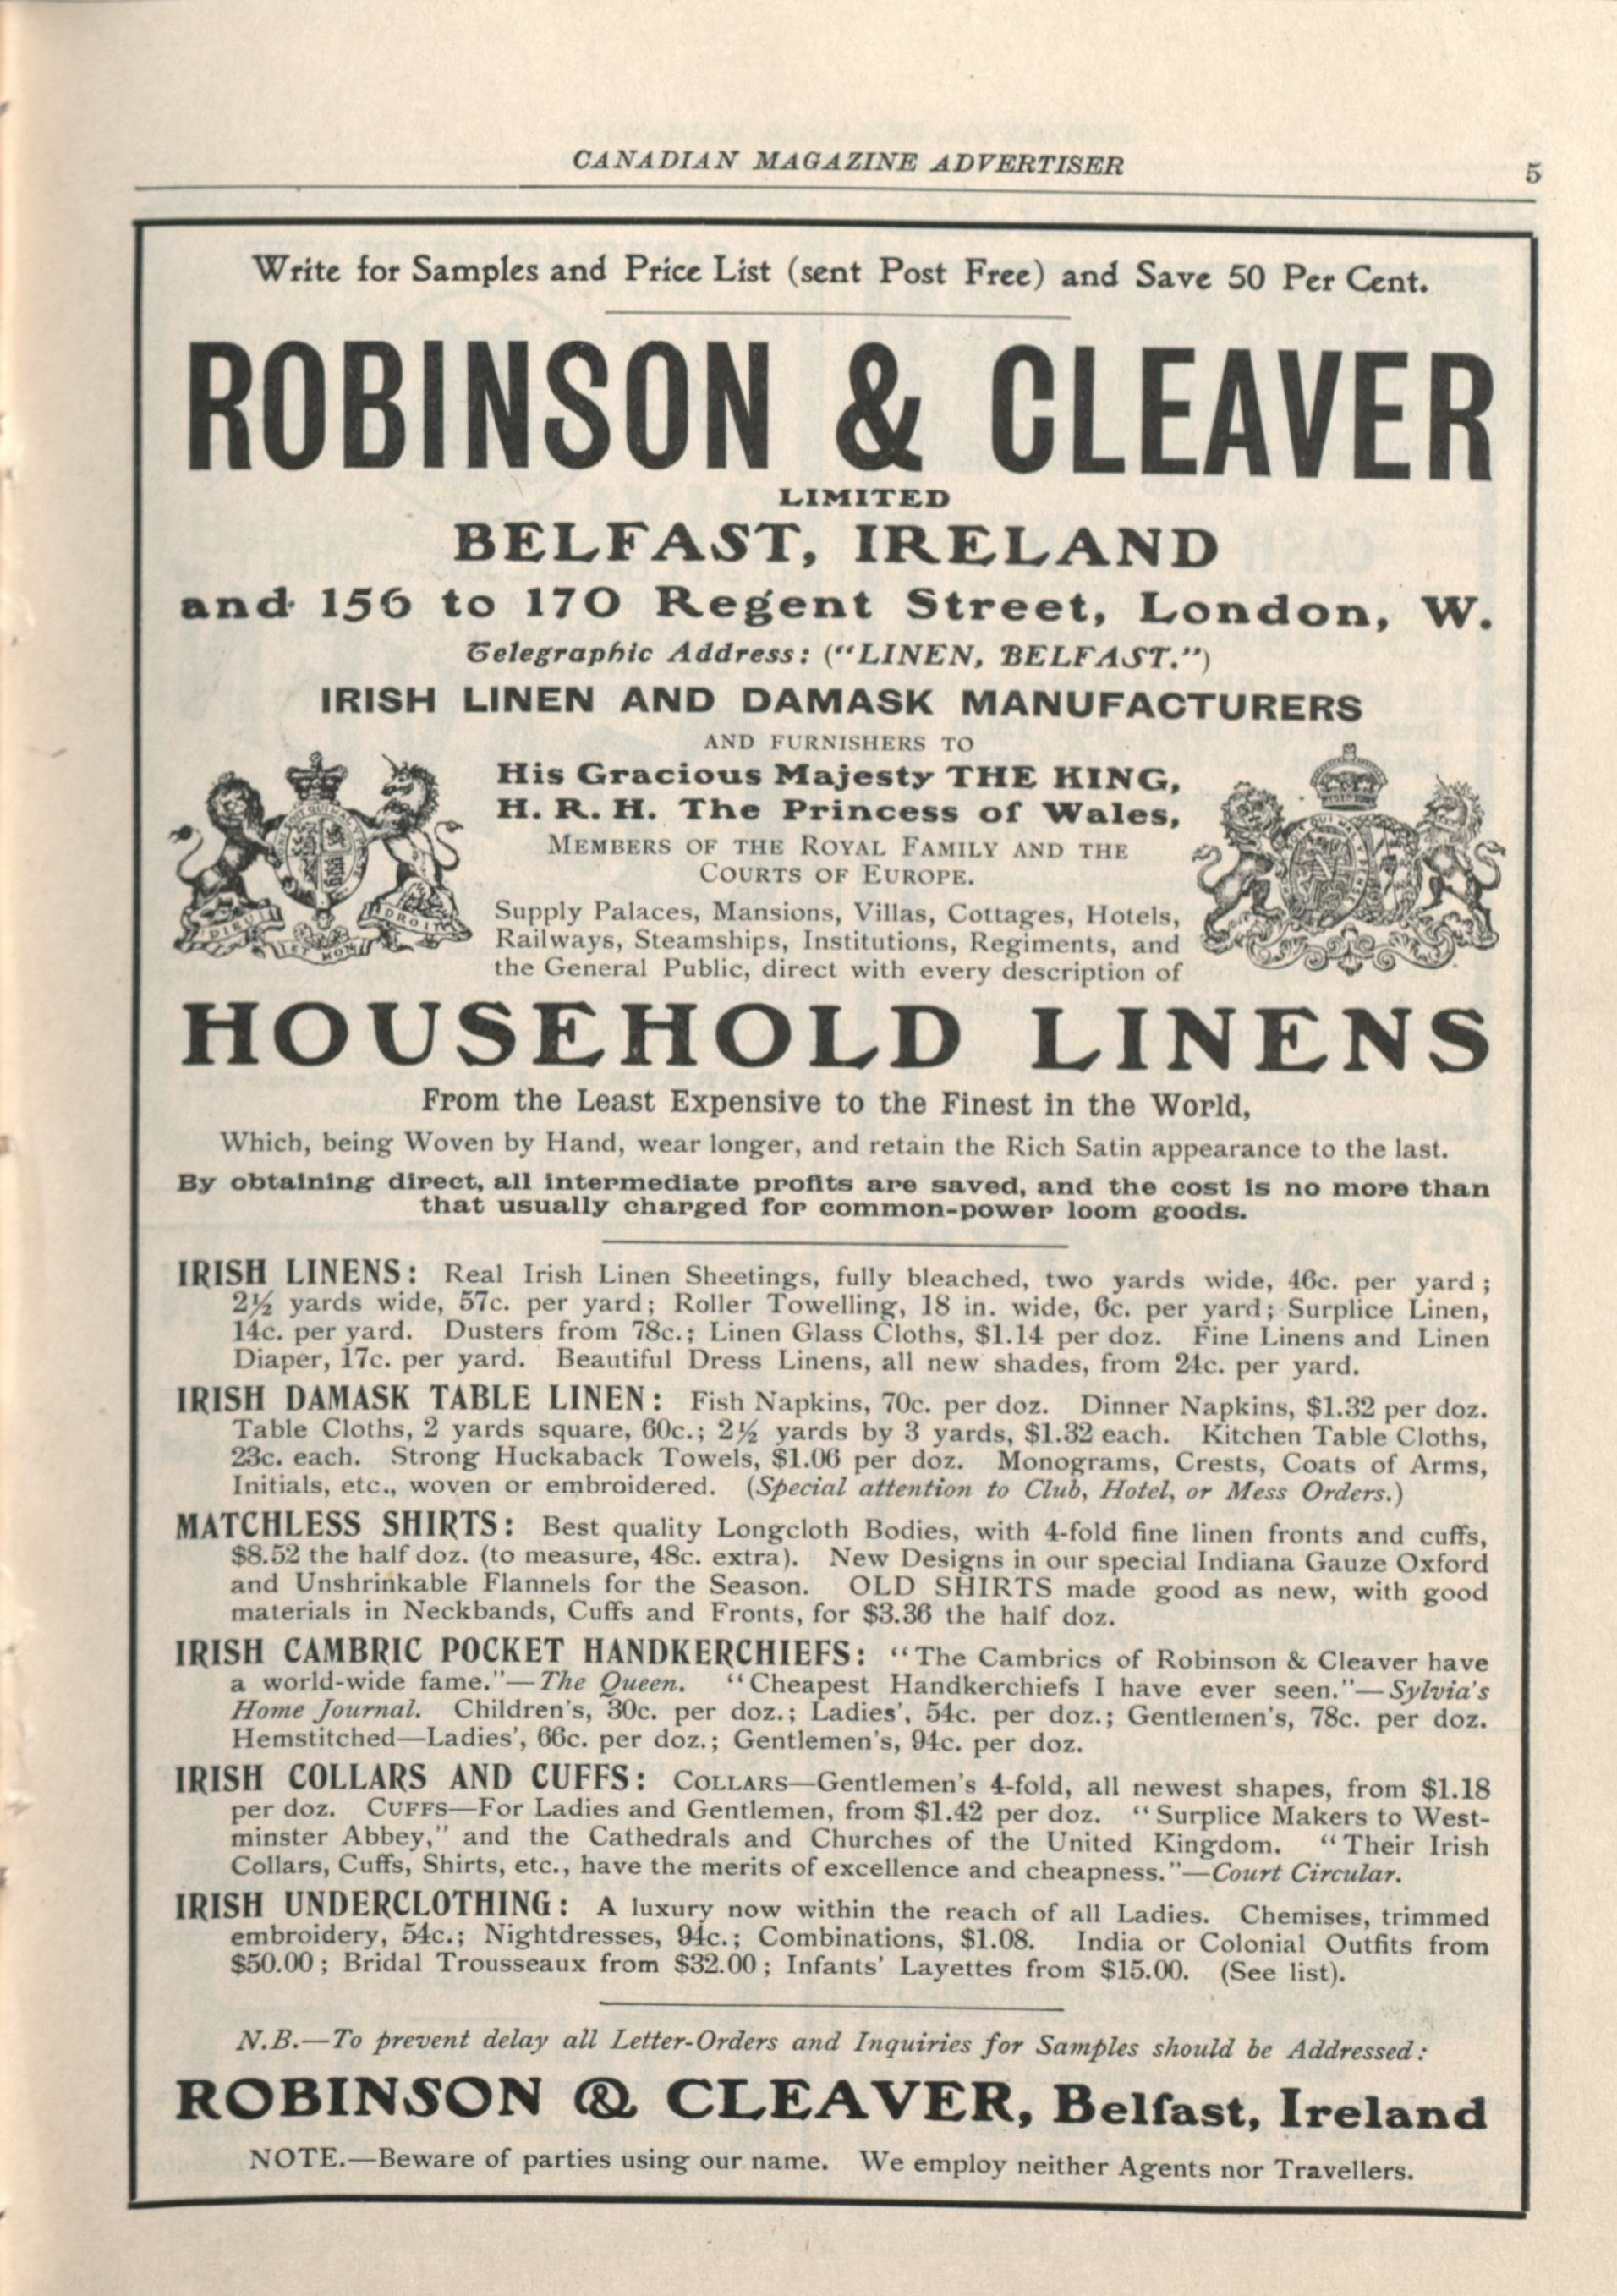 CANADIAN MAGAZINE ADVERTISER 5
Write for Samples and Price List (sent Post Free) and Save 50 Per Cent.
ROBINSON & CLEAVER
LIMITED
BELFAST, IRELAND
and 156 to 170 Regent Street, London, W.
Telegraphic Address: ("LINEN, BELFAST.")
IRISH LINEN AND DAMASK MANUFACTURERS
AND FURNISHERS TO
His Gracious Majesty THE KING,
H. R. H. The Princess of Wales,
MEMBERS OF THE ROYAL FAMILY AND THE
COURTS OF EUROPE.
Supply Palaces, Mansions, Villas, Cottages, Hotels,
Railways, Steamships, Institutions, Regiments, and
the General Public, direct with every description of
DIEU ET MON DROIT
HOUSEHOLD LINENS
From the Least Expensive to the Finest in the World,
Which, being Woven by Hand, wear longer, and retain the Rich Satin appearance to the last.
By obtaining direct, all intermediate profits are saved, and the cost is no more than
that usually charged for common-power loom goods.
IRISH LINENS: Real Irish Linen Sheetings, fully bleached, two yards wide, 46c. per yard;
2½ yards wide, 57c. per yard; Roller Towelling, 18 in. wide, 6c. per yard; Surplice Linen,
14c. per yard. Dusters from 78c.; Linen Glass Cloths, $1.14 per doz. Fine Linens and Linen
Diaper, 17c. per yard. Beautiful Dress Linens, all new shades, from 24c. per yard.
IRISH DAMASK TABLE LINEN: Fish Napkins, 70c. per doz. Dinner Napkins, $1.32 per doz.
Table Cloths, 2 yards square, 60c.; 2½ yards by 3 yards, $1.32 each. Kitchen Table Cloths,
23c. each. Strong Huckaback Towels, $1.06 per doz. Monograms, Crests, Coats of Arms,
Initials, etc., woven or embroidered. (Special attention to Club, Hotel, or Mess Orders.)
MATCHLESS SHIRTS: Best quality Longcloth Bodies, with 4-fold fine linen fronts and cuffs,
$8.52 the half doz. (to measure, 48c. extra). New Designs in our special Indiana Gauze Oxford
and Unshrinkable Flannels for the Season. OLD SHIRTS made good as new, with good
materials in Neckbands, Cuffs and Fronts, for $3.36 the half doz.
IRISH CAMBRIC POCKET HANDKERCHIEFS: "The Cambrics of Robinson & Cleaver have
a world-wide fame."—The Queen. "Cheapest Handkerchiefs I have ever seen."—Sylvia's
Home Journal. Children's, 30c. per doz.; Ladies', 54c. per doz.; Gentlemen's, 78c. per doz.
Hemstitched—Ladies', 66c. per doz.; Gentlemen's, 94c. per doz.
IRISH COLLARS AND CUFFS: COLLARS—Gentlemen's 4-fold, all newest shapes, from $1.18
per doz. CUFFS—For Ladies and Gentlemen, from $1.42 per doz. "Surplice Makers to West-
minster Abbey," and the Cathedrals and Churches of the United Kingdom. "Their Irish
Collars, Cuffs, Shirts, etc., have the merits of excellence and cheapness."—Court Circular.
IRISH UNDERCLOTHING: A luxury now within the reach of all Ladies. Chemises, trimmed
embroidery, 54c.; Nightdresses, 94c.; Combinations, $1.08. India or Colonial Outfits from
$50.00; Bridal Trousseaux from $32.00; Infants' Layettes from $15.00. (See list).
N.B.—To prevent delay all Letter-Orders and Inquiries for Samples should be Addressed:
ROBINSON & CLEAVER, Belfast, Ireland
NOTE.—Beware of parties using our name. We employ neither Agents nor Travellers.